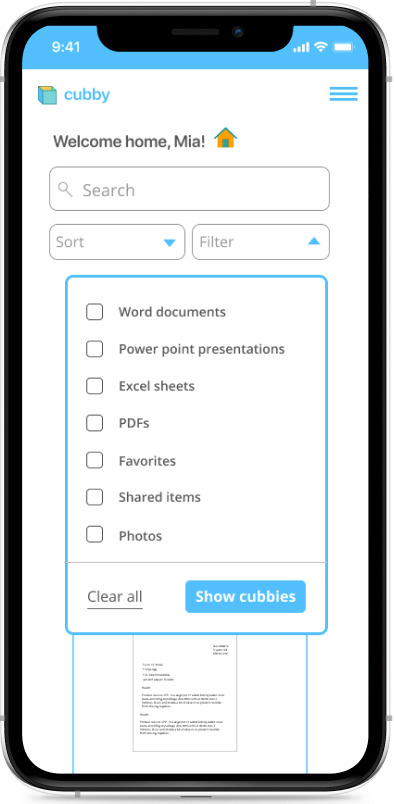 9:41
cubby
Welcome home, Mia!
Search
Sort
Filter
Word documents
Power point presentations
Excel sheets
PDFs
Favorites
Shared items
Photos
Clear all
Show cubbies